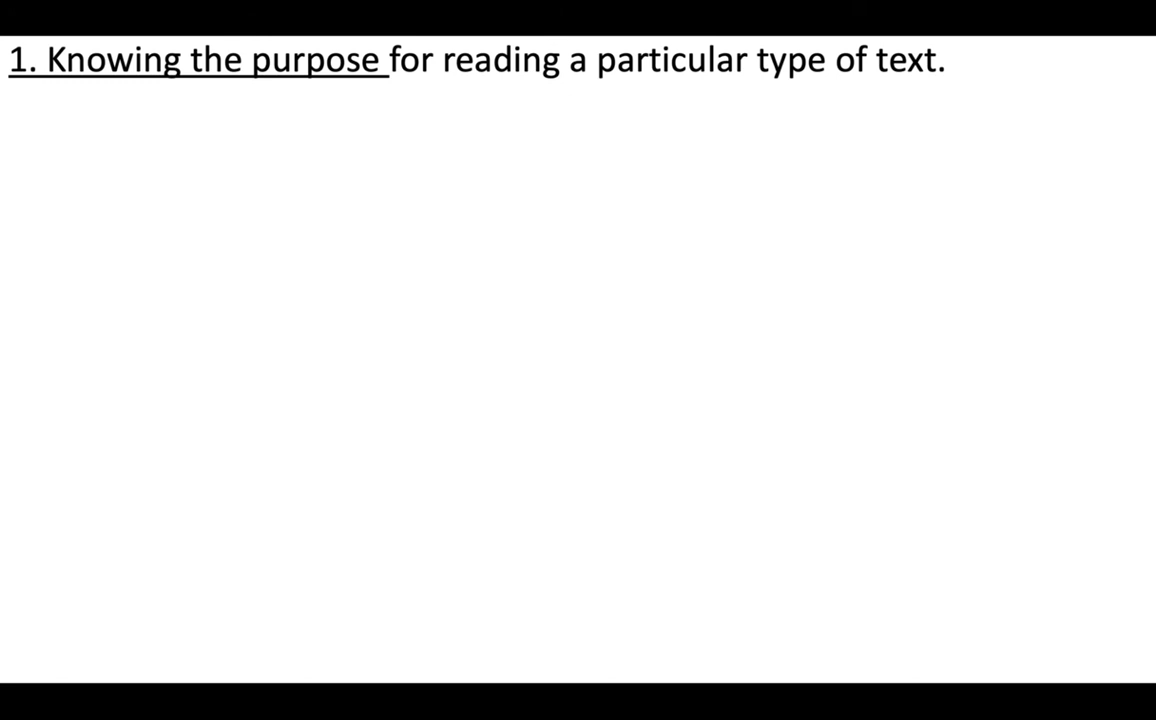 1. Knowing the purpose for reading a particular type of text.